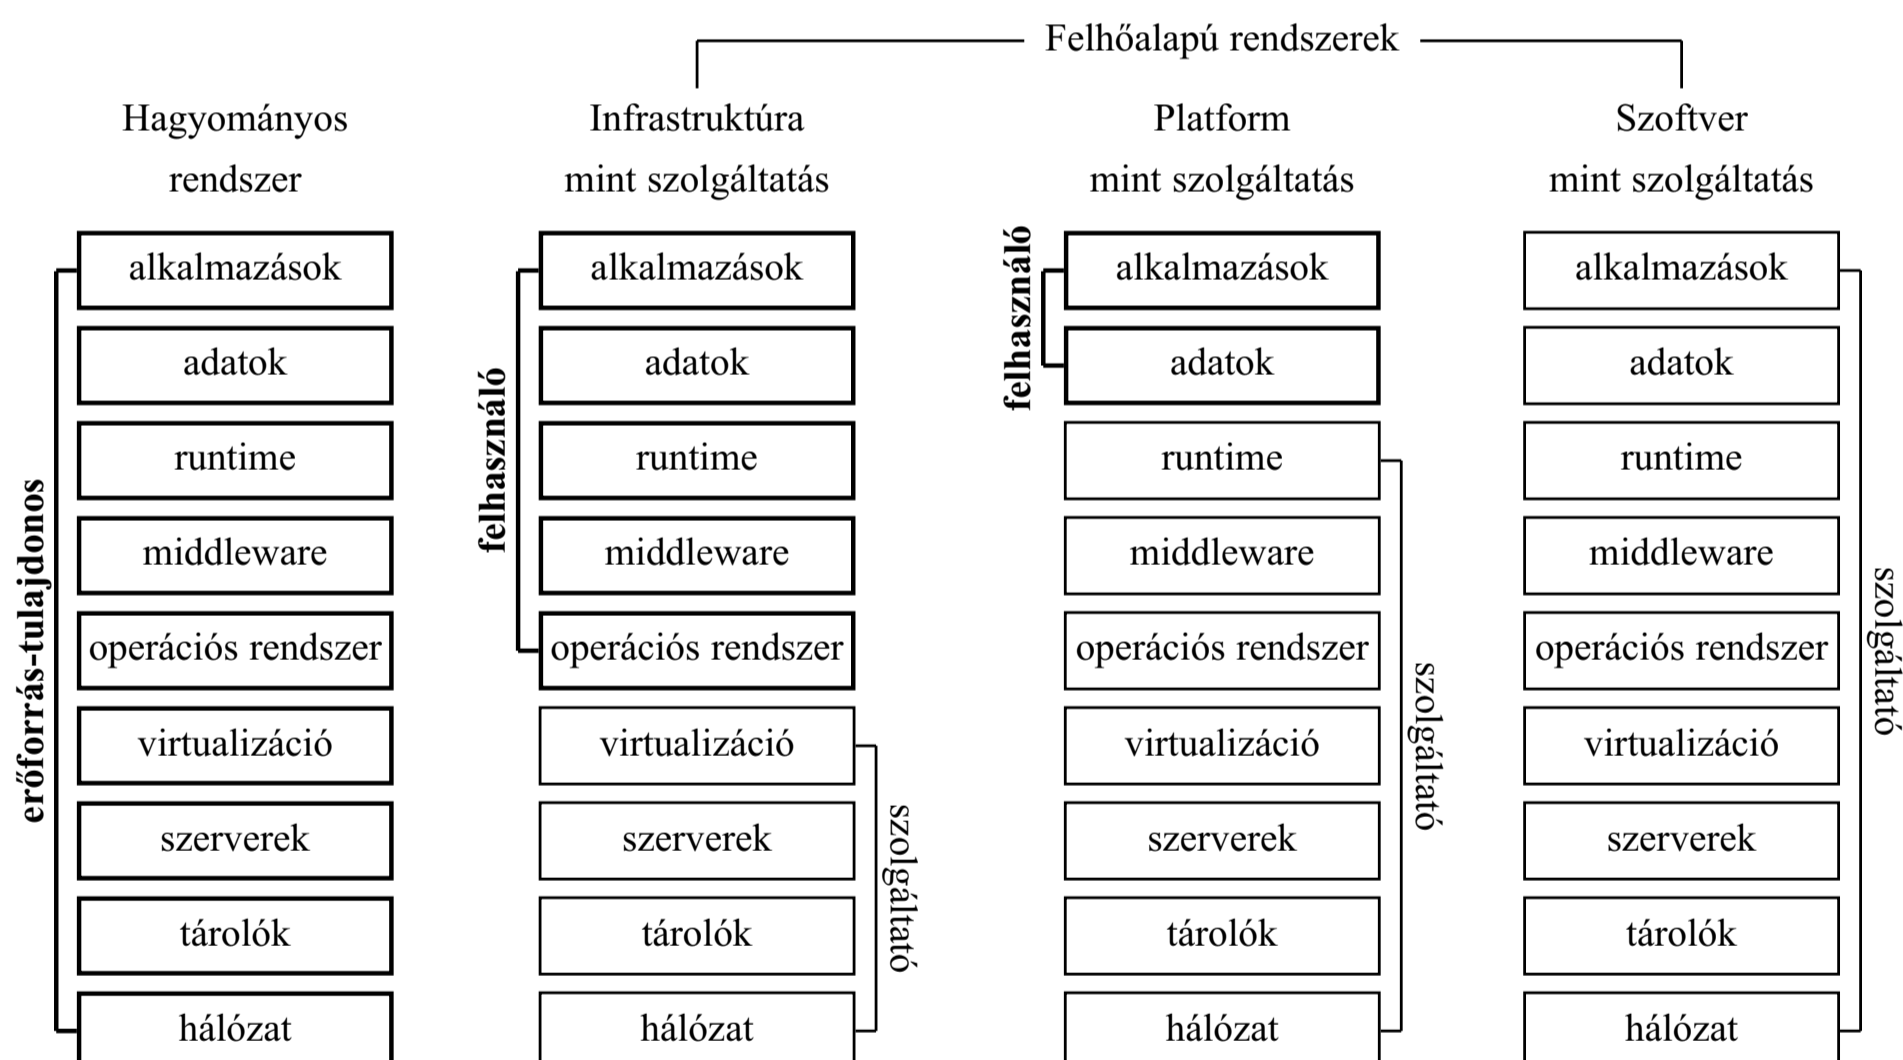 Felhőalapú rendszerek
Hagyományos
rendszer
Infrastruktúra
mint szolgáltatás
Platform
mint szolgáltatás
Szoftver
mint szolgáltatás
erőforrás-tulajdonos
alkalmazások
adatok
runtime
middleware
operációs rendszer
virtualizáció
szerverek
tárolók
hálózat
felhasználó
alkalmazások
adatok
runtime
middleware
operációs rendszer
virtualizáció
szerverek
tárolók
hálózat
szolgáltató
felhasználó
alkalmazások
adatok
runtime
middleware
operációs rendszer
virtualizáció
szerverek
tárolók
hálózat
szolgáltató
alkalmazások
adatok
runtime
middleware
operációs rendszer
virtualizáció
szerverek
tárolók
hálózat
szolgáltató